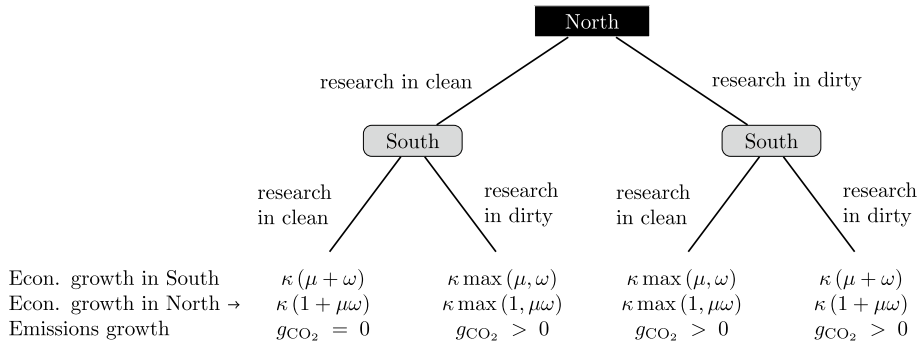 North
research in clean
research in dirty
South
South
research
in clean
research
in dirty
research
in clean
research
in dirty
Econ. growth in South κ (μ + ω) κ max (μ, ω) κ max (μ, ω) κ (μ + ω)
Econ. growth in North → κ (1 + μω) κ max (1, μω) κ max (1, μω) κ (1 + μω)
Emissions growth g_CO₂ = 0 g_CO₂ > 0 g_CO₂ > 0 g_CO₂ > 0